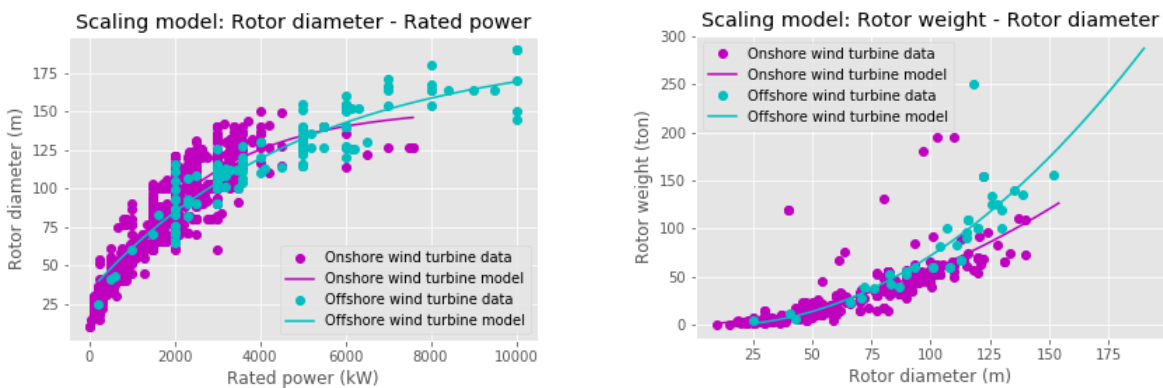 Scaling model: Rotor diameter - Rated power
Rotor diameter (m)
175
150
125
100
75
50
25
Onshore wind turbine data
Onshore wind turbine model
Offshore wind turbine data
Offshore wind turbine model
0 2000 4000 6000 8000 10000
Rated power (kW)
Scaling model: Rotor weight - Rotor diameter
Rotor weight (ton)
300
250
200
150
100
50
0
Onshore wind turbine data
Onshore wind turbine model
Offshore wind turbine data
Offshore wind turbine model
25 50 75 100 125 150 175
Rotor diameter (m)